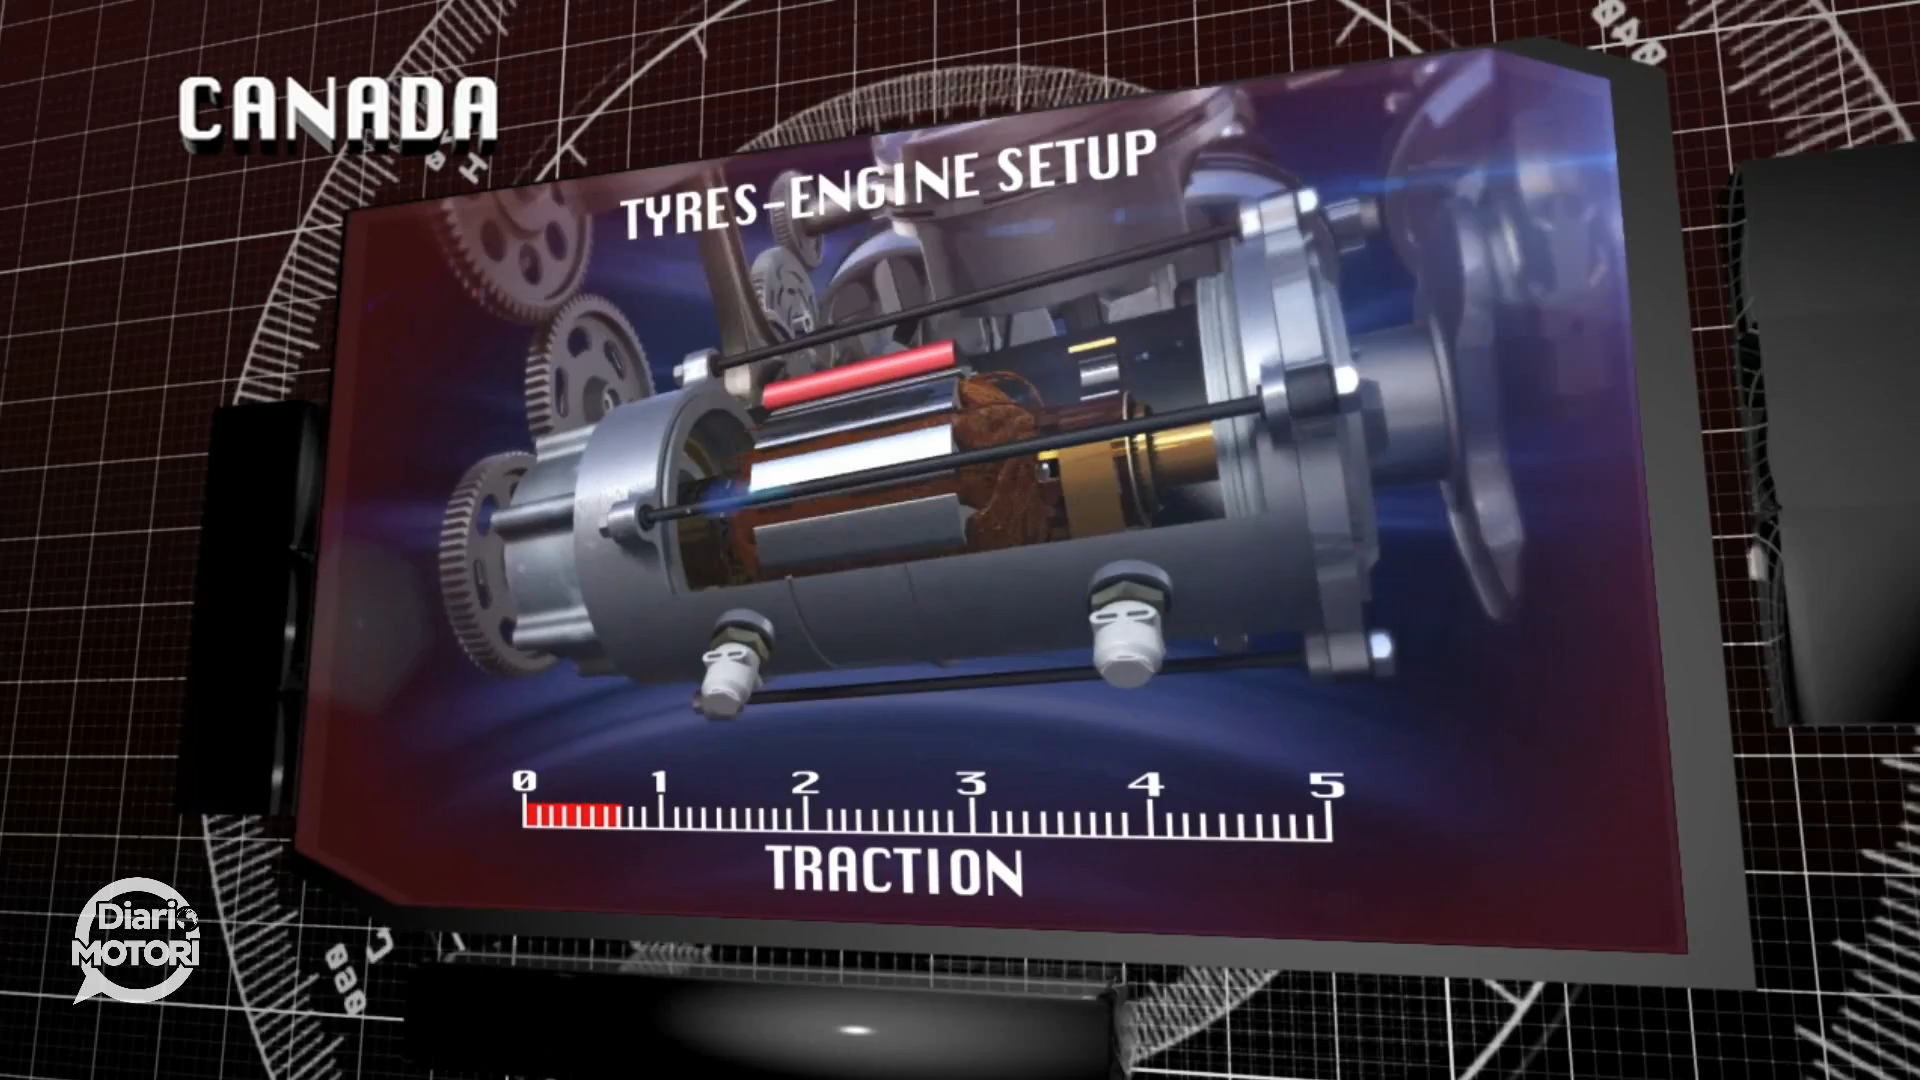 CANADA
TYRES-ENGINE SETUP
0 1 2 3 4 5
TRACTION
Diario
MOTORI